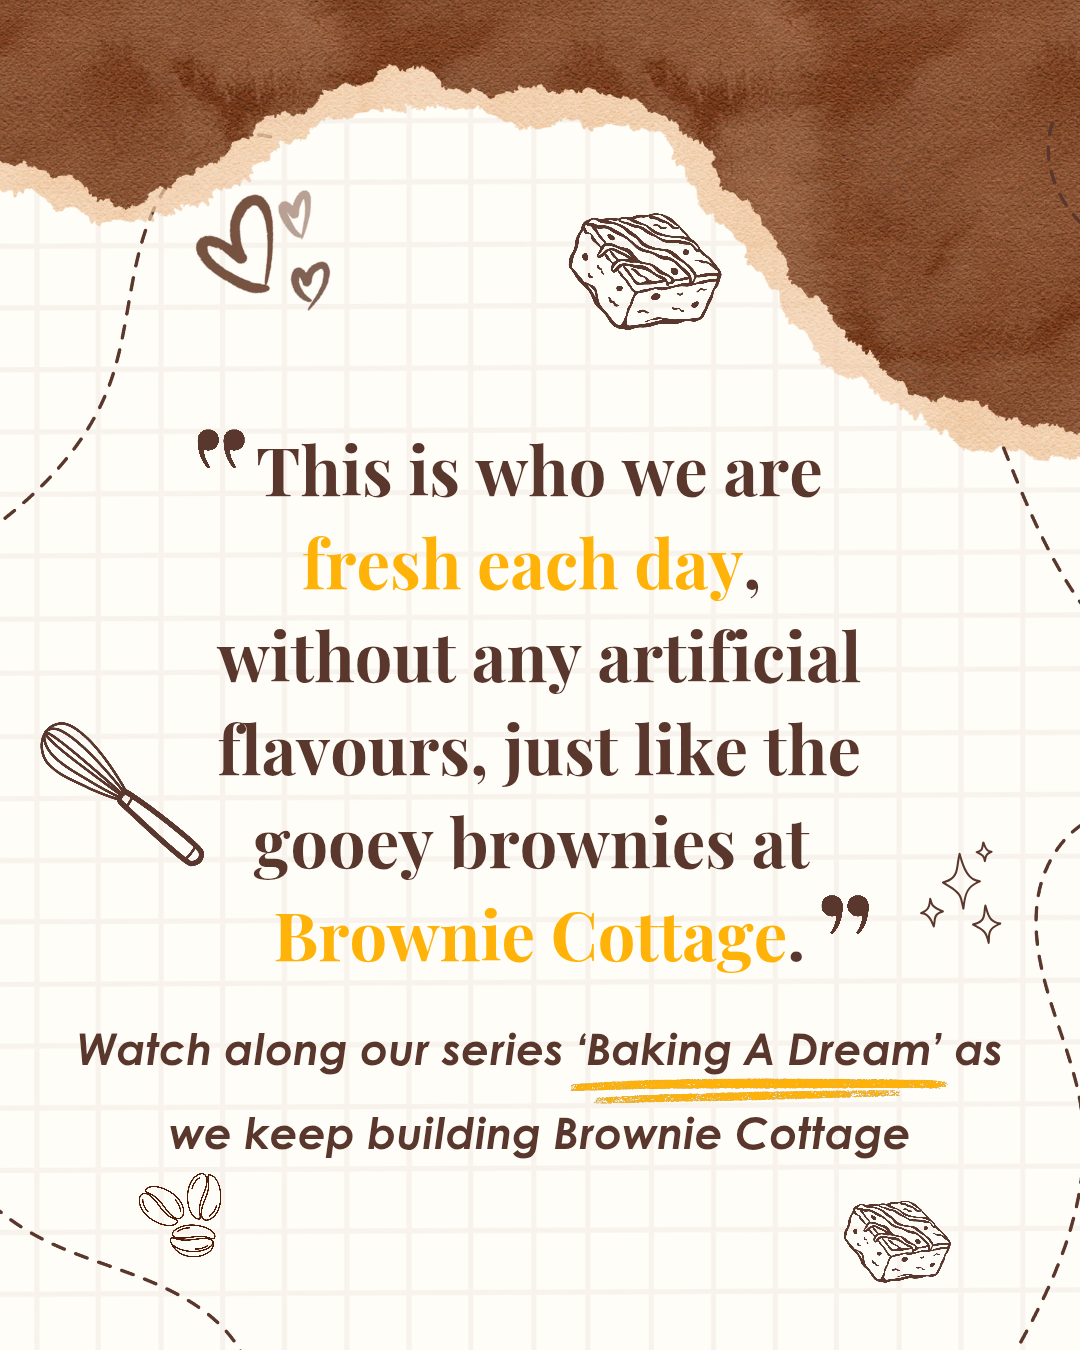 ”This is who we are
fresh each day,
without any artificial
flavours, just like the
gooey brownies at
Brownie Cottage.”
Watch along our series ‘Baking A Dream’ as
we keep building Brownie Cottage